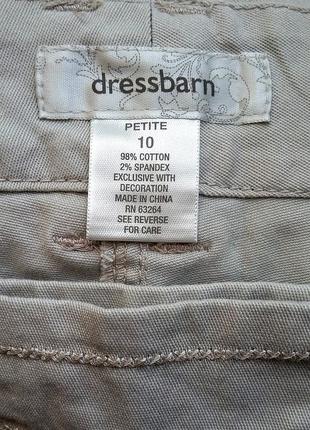 dressbarn
PETITE
10
98% COTTON
2% SPANDEX
EXCLUSIVE WITH
DECORATION
MADE IN CHINA
RN 63264
SEE REVERSE
FOR CARE